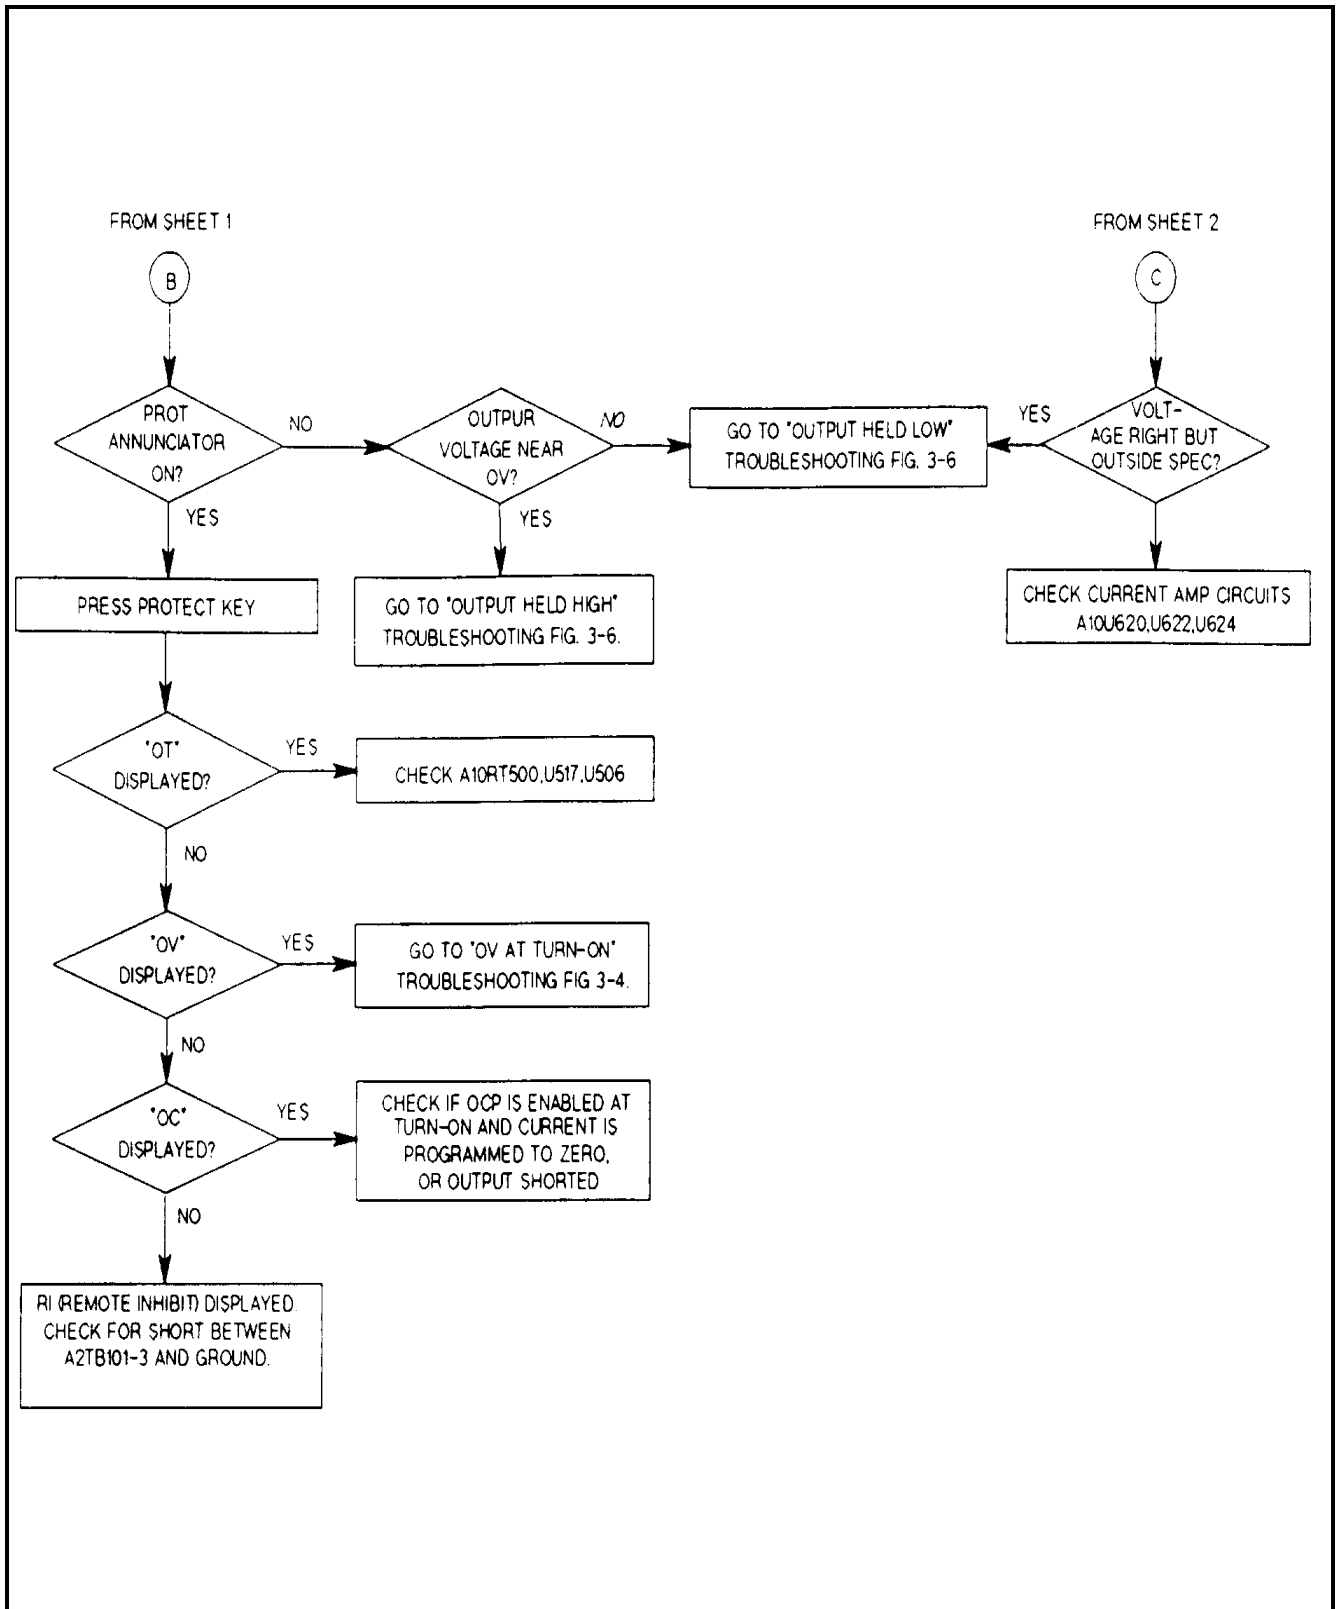 FROM SHEET 1
B
PROT
ANNUNCIATOR
ON?
NO
YES
OUTPUR
VOLTAGE NEAR
OV?
NO
YES
GO TO "OUTPUT HELD LOW"
TROUBLESHOOTING FIG. 3-6
FROM SHEET 2
C
YES
VOLT-
AGE RIGHT BUT
OUTSIDE SPEC?
CHECK CURRENT AMP CIRCUITS
A10U620,U622,U624
PRESS PROTECT KEY
GO TO "OUTPUT HELD HIGH"
TROUBLESHOOTING FIG. 3-6.
"OT"
DISPLAYED?
YES
CHECK A10RT500,U517,U506
NO
"OV"
DISPLAYED?
YES
GO TO "OV AT TURN-ON"
TROUBLESHOOTING FIG 3-4.
NO
"OC"
DISPLAYED?
YES
CHECK IF OCP IS ENABLED AT
TURN-ON AND CURRENT IS
PROGRAMMED TO ZERO,
OR OUTPUT SHORTED
NO
RI (REMOTE INHIBIT) DISPLAYED.
CHECK FOR SHORT BETWEEN
A2TB101-3 AND GROUND.